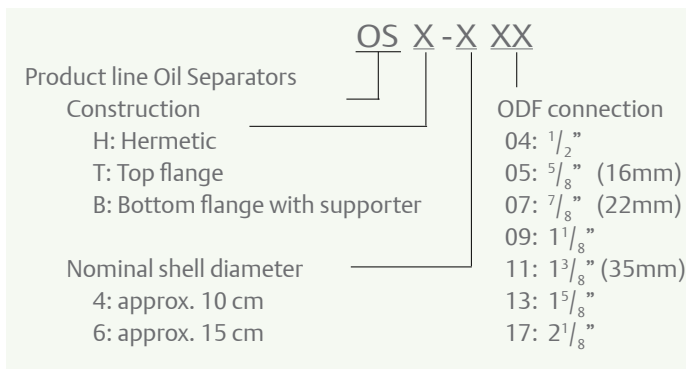 OS X - X XX
Product line Oil Separators
Construction
H: Hermetic
T: Top flange
B: Bottom flange with supporter
Nominal shell diameter
4: approx. 10 cm
6: approx. 15 cm
ODF connection
04: 1/2”
05: 5/8” (16mm)
07: 7/8” (22mm)
09: 1 1/8”
11: 1 3/8” (35mm)
13: 1 5/8”
17: 2 1/8”